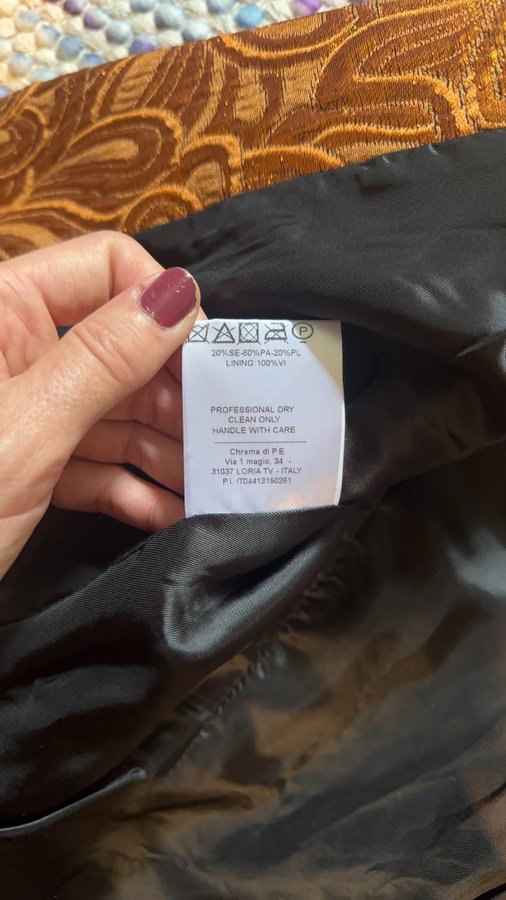 P
20%SE-60%PA-20%PL
LINING:100%VI
PROFESSIONAL DRY
CLEAN ONLY
HANDLE WITH CARE
Chrema di P.E.
Via 1 magio, 34 -
31037 LORIA TV - ITALY
P.I. IT04413150261